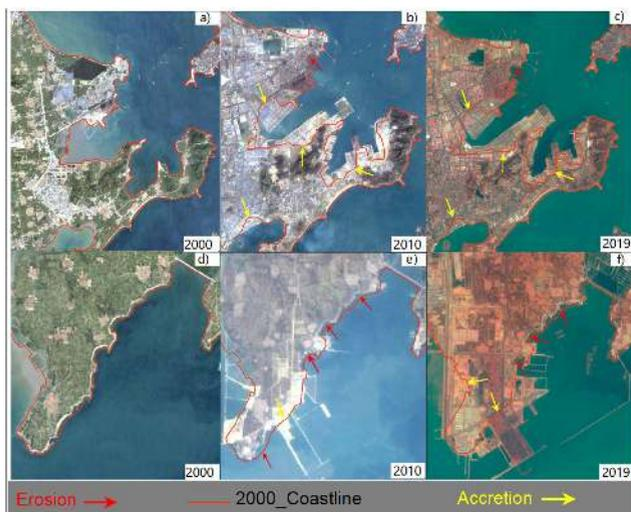 a)
b)
c)
2000
2010
2019
d)
e)
f)
2000
2010
2019
Erosion
2000_Coastline
Accretion